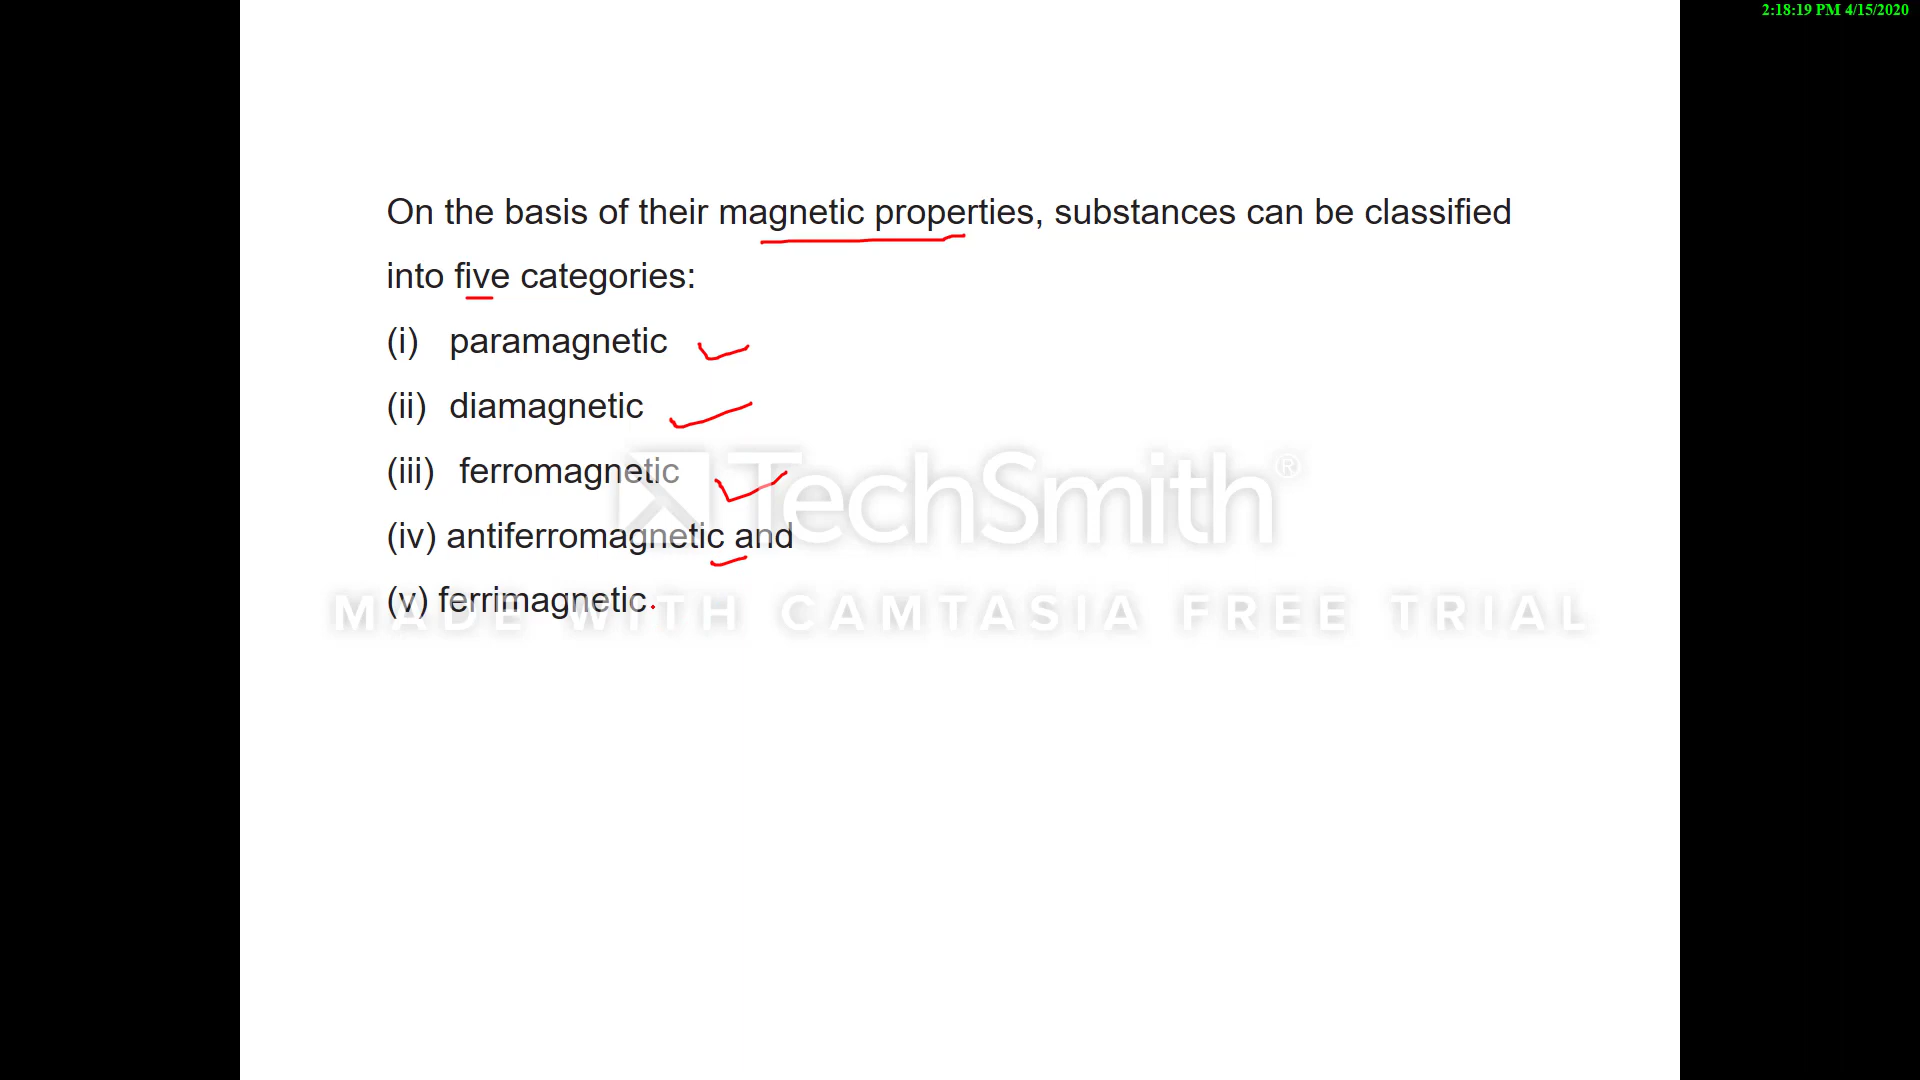 2:18:19 PM 4/15/2020
On the basis of their magnetic properties, substances can be classified
into five categories:
(i) paramagnetic
(ii) diamagnetic
(iii) ferromagnetic
TechSmith®
(iv) antiferromagnetic and
(v) ferrimagnetic
MADE WITH CAMTASIA FREE TRIAL